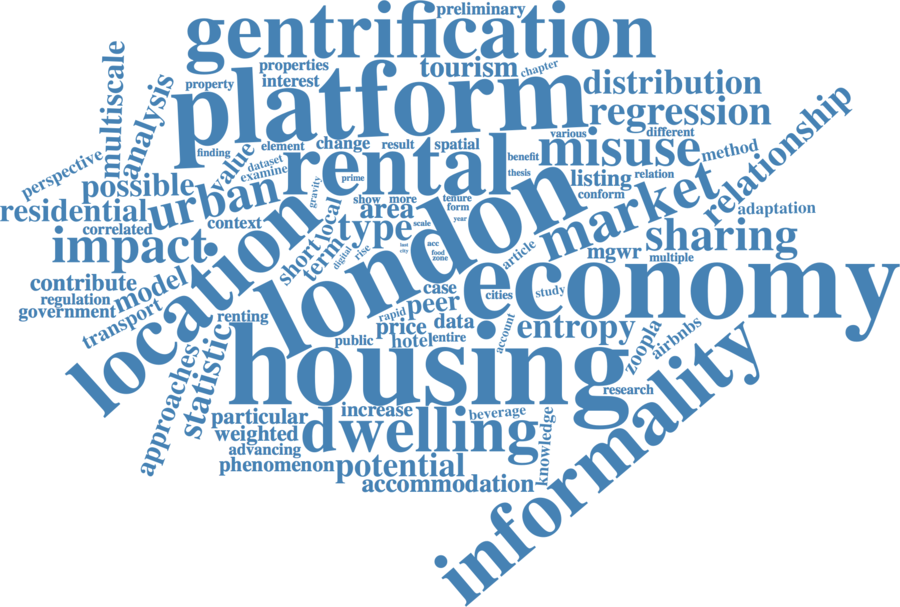 preliminary
gentrification
properties
tourism
chapter
property
interest
platform
distribution
regression
multiscale
analysis
relationship
various
different
finding
value
element
change
result
spatial
misuse
method
perspective
dataset
examine
rental
benefit
possible
urban
gravity
prime
thesis
listing
relation
residential
show
more
tenure
conform
market
correlated
context
local
area
form
adaptation
impact
location
short
term
type
scale
year
london
sharing
digital
rise
last
city
acc
food
zone
article
mgwr
multiple
contribute
model
case
economy
regulation
government
transport
renting
rapid
peer
cities
study
price
data
account
entropy
public
hotel
entire
zoopla
airbnbs
approaches
statistic
housing
research
informality
particular
increase
beverage
weighted
dwelling
knowledge
advancing
phenomenon
potential
accommodation